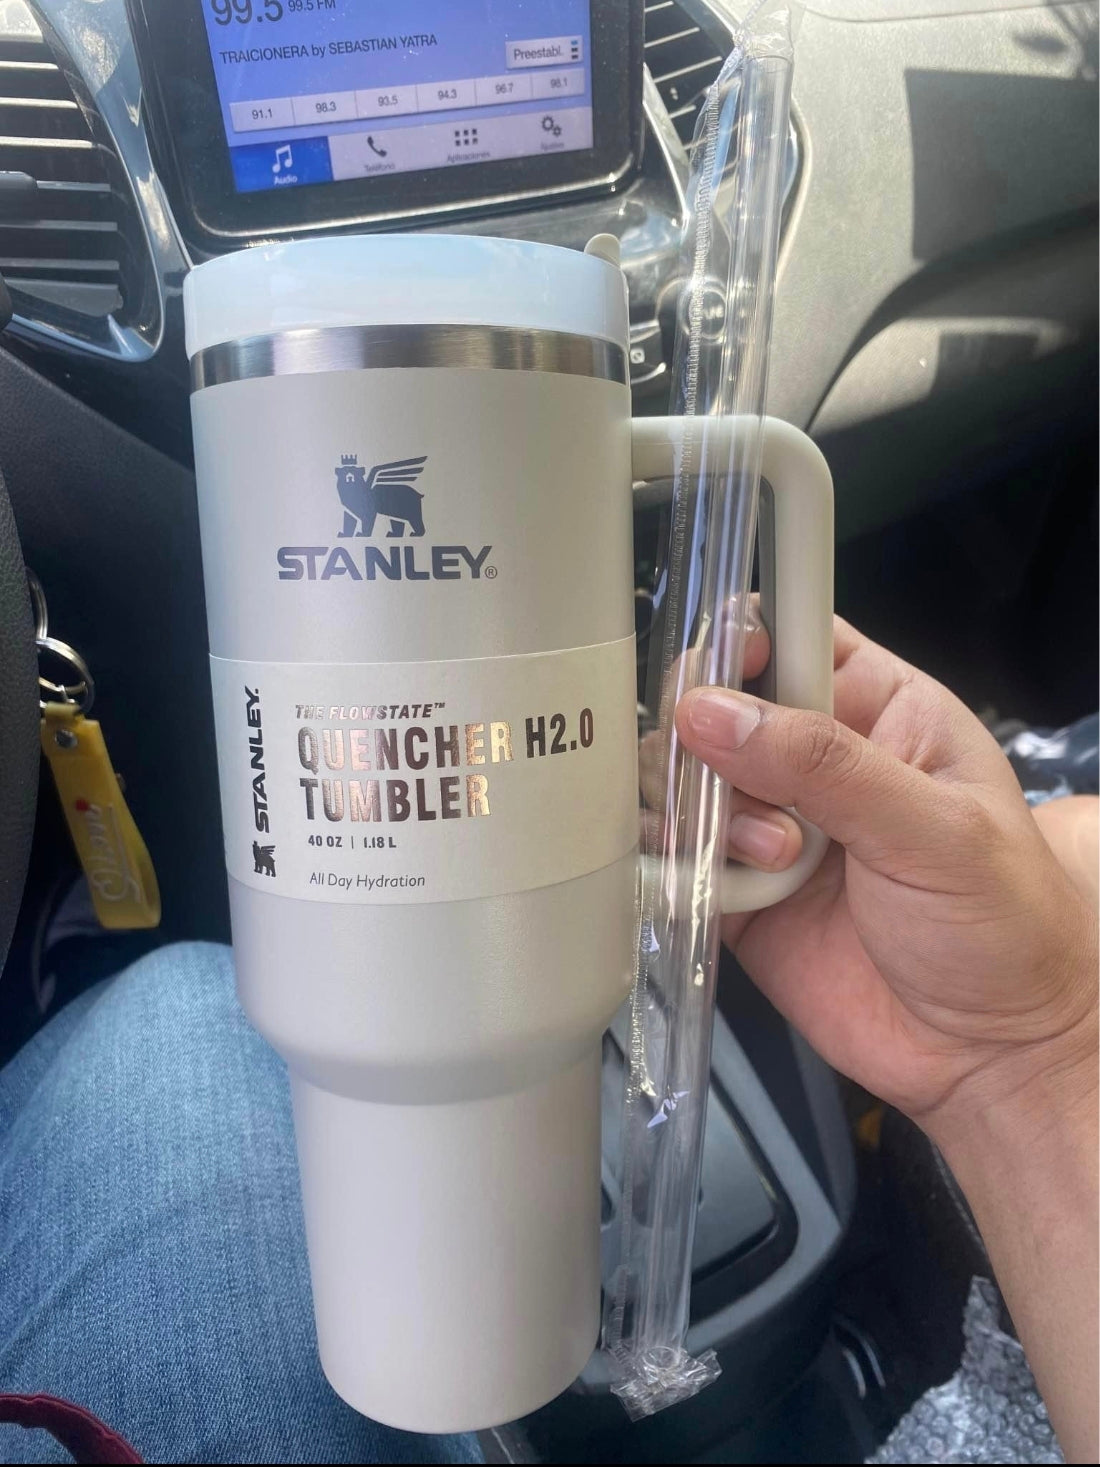 99.5 99.5 FM
TRAICIONERA by SEBASTIAN YATRA
Preestabl.
91.1 98.3 93.5 94.3 96.7 98.1
Audio Teléfono Aplicaciones Ajustes
STANLEY®
STANLEY.
THE FLOWSTATE™
QUENCHER H2.0
TUMBLER
40 OZ | 1.18 L
All Day Hydration